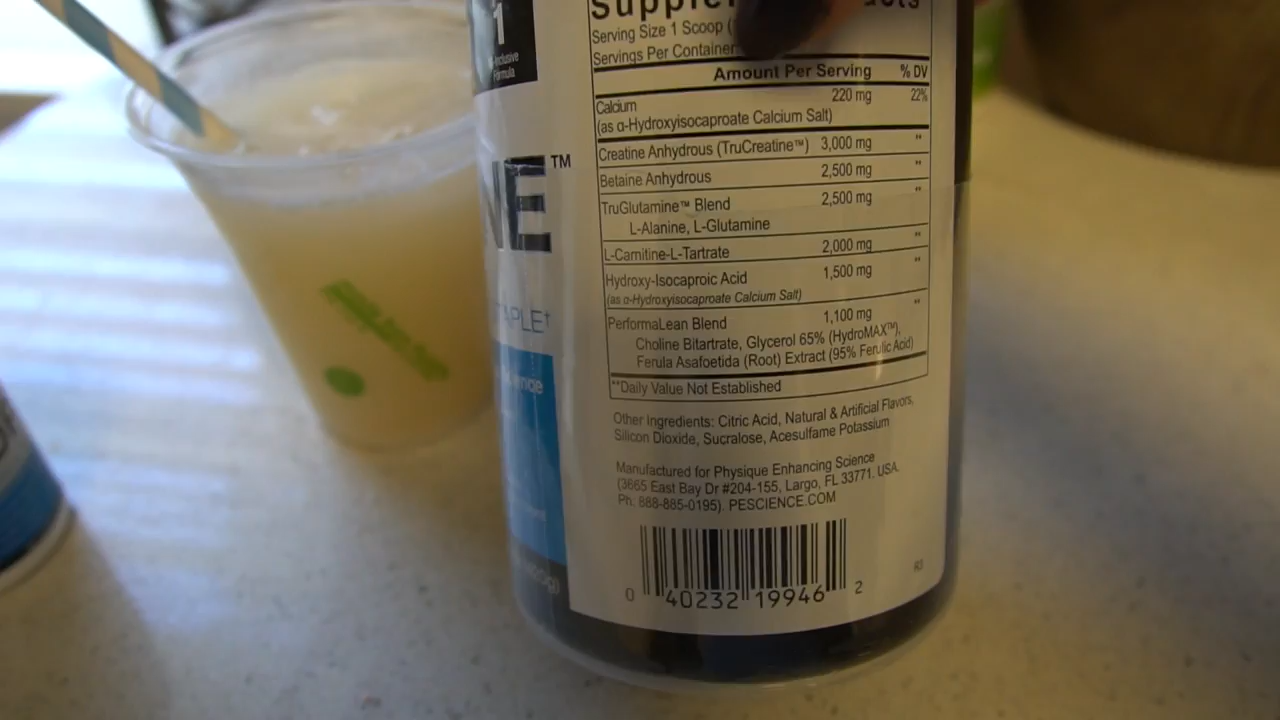 1
Formula
Serving Size 1 Scoop (
Servings Per Container
Amount Per Serving % DV
Calcium 220 mg 22%
(as α-Hydroxyisocaproate Calcium Salt)
Creatine Anhydrous (TruCreatine™) 3,000 mg **
Betaine Anhydrous 2,500 mg **
TruGlutamine™ Blend 2,500 mg **
L-Alanine, L-Glutamine
L-Carnitine-L-Tartrate 2,000 mg **
Hydroxy-Isocaproic Acid 1,500 mg **
(as α-Hydroxyisocaproate Calcium Salt)
PerformaLean Blend 1,100 mg **
Choline Bitartrate, Glycerol 65% (HydroMAX™),
Ferula Asafoetida (Root) Extract (95% Ferulic Acid)
**Daily Value Not Established
Other Ingredients: Citric Acid, Natural & Artificial Flavors,
Silicon Dioxide, Sucralose, Acesulfame Potassium
Manufactured for Physique Enhancing Science
(3665 East Bay Dr #204-155, Largo, FL 33771. USA.
Ph. 888-885-0195). PESCIENCE.COM
0 40232 19946 2
NE™